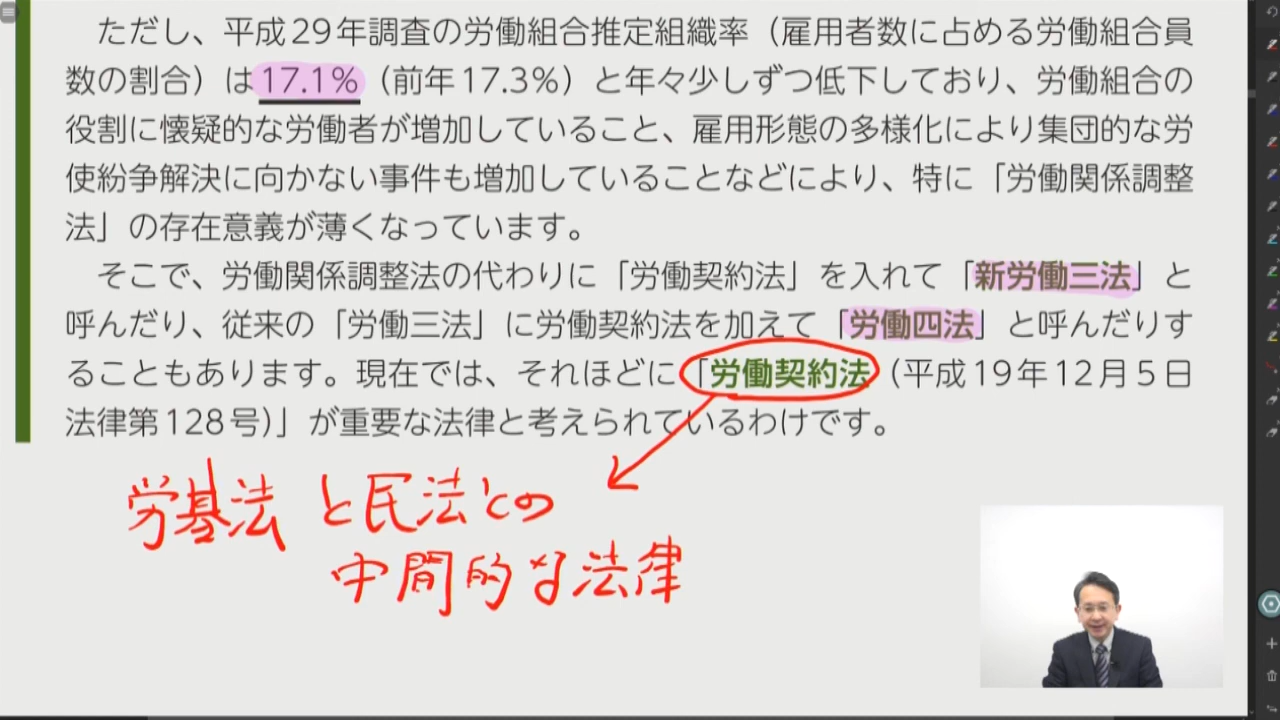 ただし、平成29年調査の労働組合推定組織率（雇用者数に占める労働組合員
数の割合）は17.1%（前年17.3%）と年々少しずつ低下しており、労働組合の
役割に懐疑的な労働者が増加していること、雇用形態の多様化により集団的な労
使紛争解決に向かない事件も増加していることなどにより、特に「労働関係調整
法」の存在意義が薄くなっています。
そこで、労働関係調整法の代わりに「労働契約法」を入れて「新労働三法」と
呼んだり、従来の「労働三法」に労働契約法を加えて「労働四法」と呼んだりす
ることもあります。現在では、それほどに「労働契約法（平成19年12月5日
法律第128号)」が重要な法律と考えられているわけです。
労基法と民法との
中間的な法律